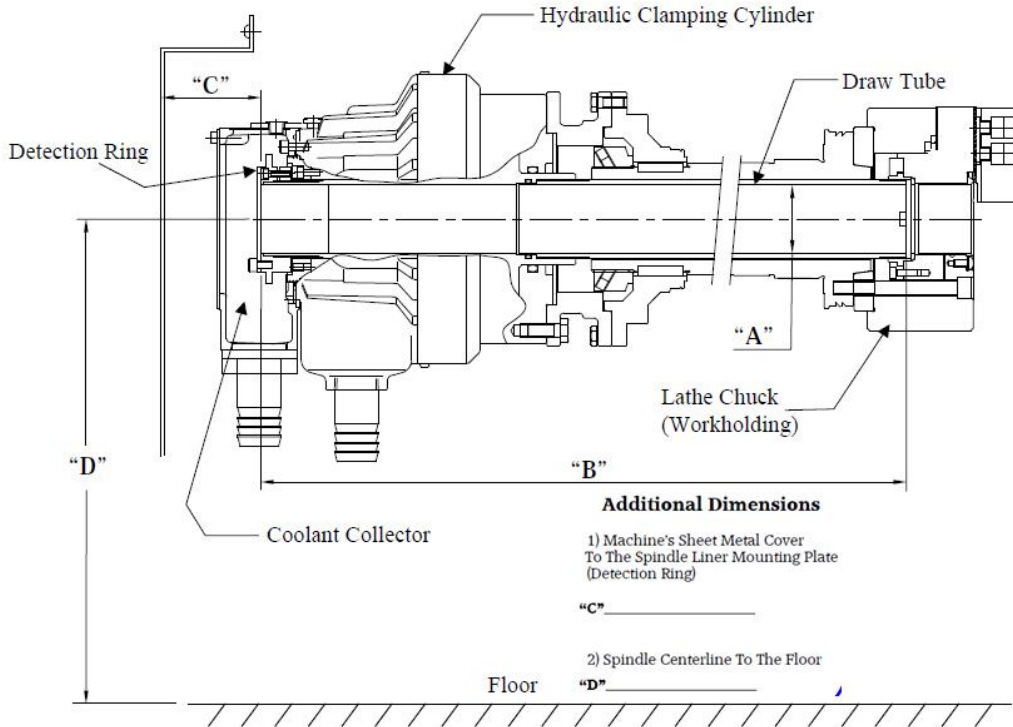 Hydraulic Clamping Cylinder
“C”
Draw Tube
Detection Ring
“A”
Lathe Chuck
(Workholding)
“D”
“B”
Coolant Collector
Additional Dimensions
1) Machine's Sheet Metal Cover
To The Spindle Liner Mounting Plate
(Detection Ring)
“C”
2) Spindle Centerline To The Floor
“D”
Floor